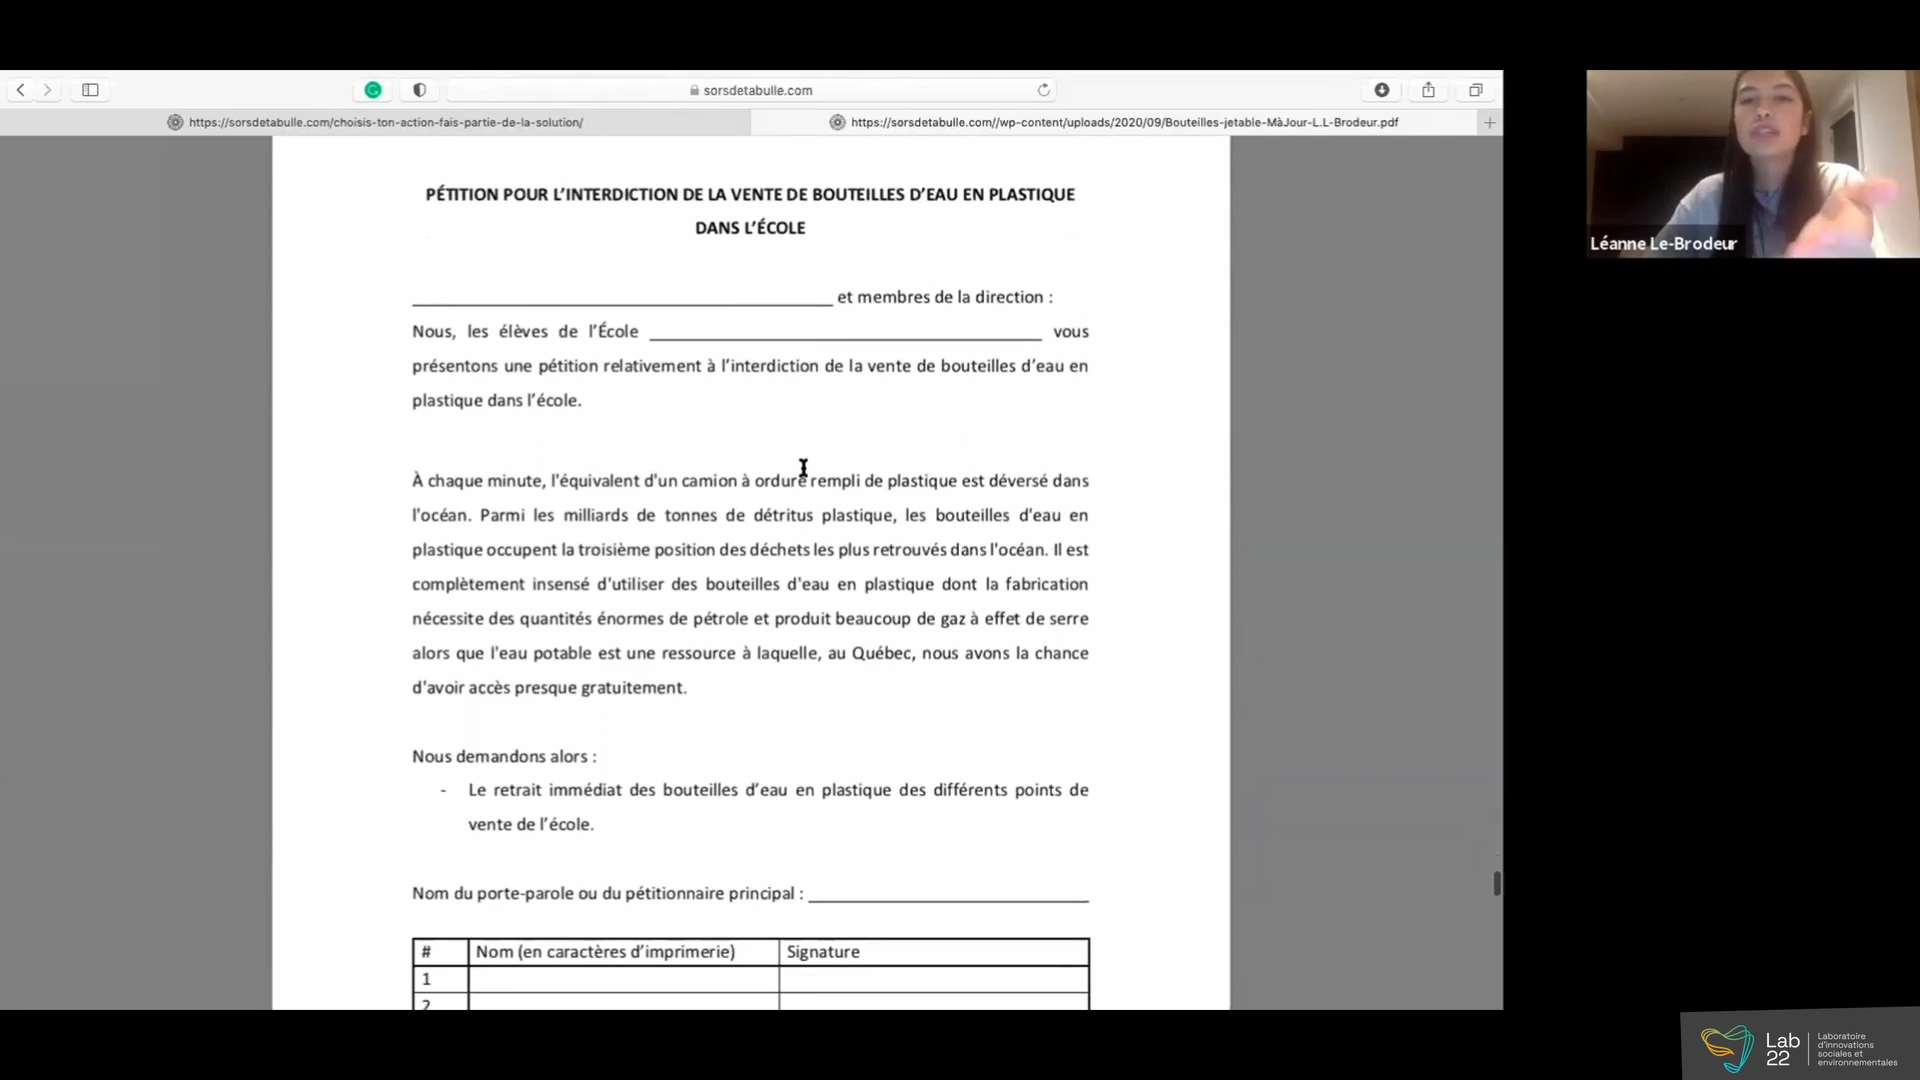 sorsdetabulle.com
https://sorsdetabulle.com/choisis-ton-action-fais-partie-de-la-solution/
https://sorsdetabulle.com//wp-content/uploads/2020/09/Bouteilles-jetable-MàJour-L.L-Brodeur.pdf
PÉTITION POUR L’INTERDICTION DE LA VENTE DE BOUTEILLES D’EAU EN PLASTIQUE
DANS L’ÉCOLE
et membres de la direction :
Nous, les élèves de l’École vous
présentons une pétition relativement à l’interdiction de la vente de bouteilles d’eau en
plastique dans l’école.
À chaque minute, l'équivalent d'un camion à ordure rempli de plastique est déversé dans
l'océan. Parmi les milliards de tonnes de détritus plastique, les bouteilles d'eau en
plastique occupent la troisième position des déchets les plus retrouvés dans l'océan. Il est
complètement insensé d'utiliser des bouteilles d'eau en plastique dont la fabrication
nécessite des quantités énormes de pétrole et produit beaucoup de gaz à effet de serre
alors que l'eau potable est une ressource à laquelle, au Québec, nous avons la chance
d'avoir accès presque gratuitement.
Nous demandons alors :
- Le retrait immédiat des bouteilles d’eau en plastique des différents points de
vente de l’école.
Nom du porte-parole ou du pétitionnaire principal :
# Nom (en caractères d’imprimerie) Signature
1
2
Léanne Le-Brodeur
Lab
22
Laboratoire
d’innovations
sociales et
environnementales